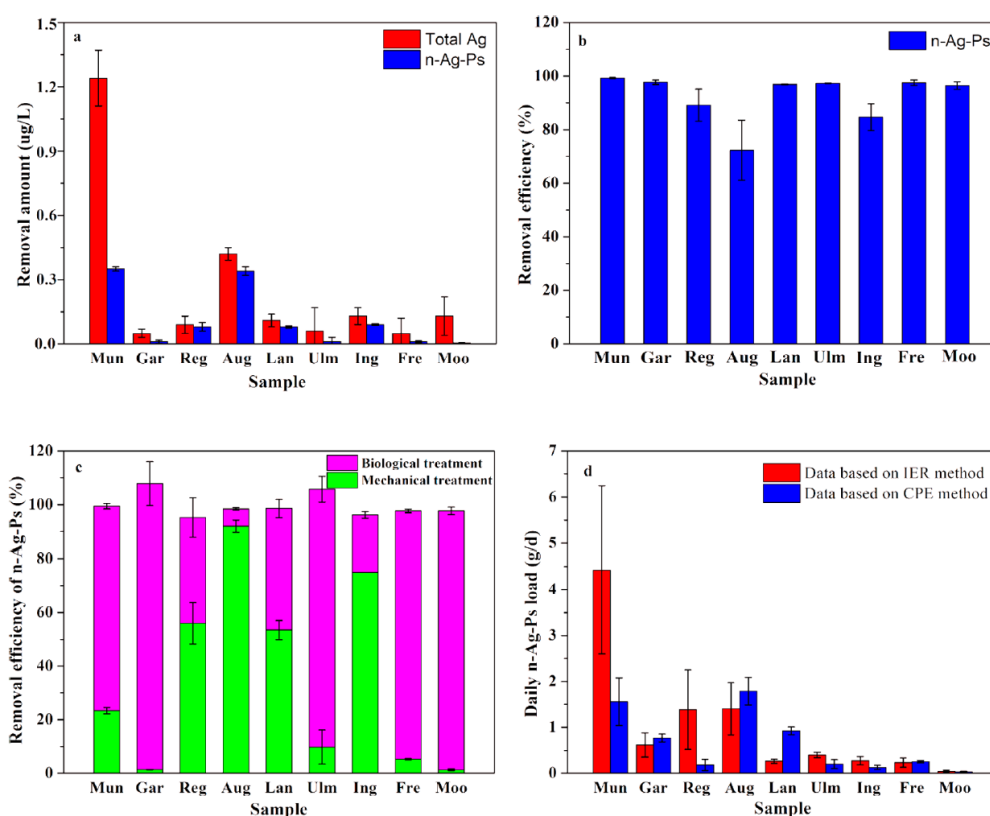 a
Total Ag
n-Ag-Ps
Removal amount (ug/L)
1.5
1.2
0.9
0.6
0.3
0.0
Mun Gar Reg Aug Lan Ulm Ing Fre Moo
Sample
b
n-Ag-Ps
Removal efficiency (%)
120
100
80
60
40
20
0
Mun Gar Reg Aug Lan Ulm Ing Fre Moo
Sample
c
Biological treatment
Mechanical treatment
Removal efficiency of n-Ag-Ps (%)
120
100
80
60
40
20
0
Mun Gar Reg Aug Lan Ulm Ing Fre Moo
Sample
d
Data based on IER method
Data based on CPE method
Daily n-Ag-Ps load (g/d)
7
6
5
4
3
2
1
0
Mun Gar Reg Aug Lan Ulm Ing Fre Moo
Sample